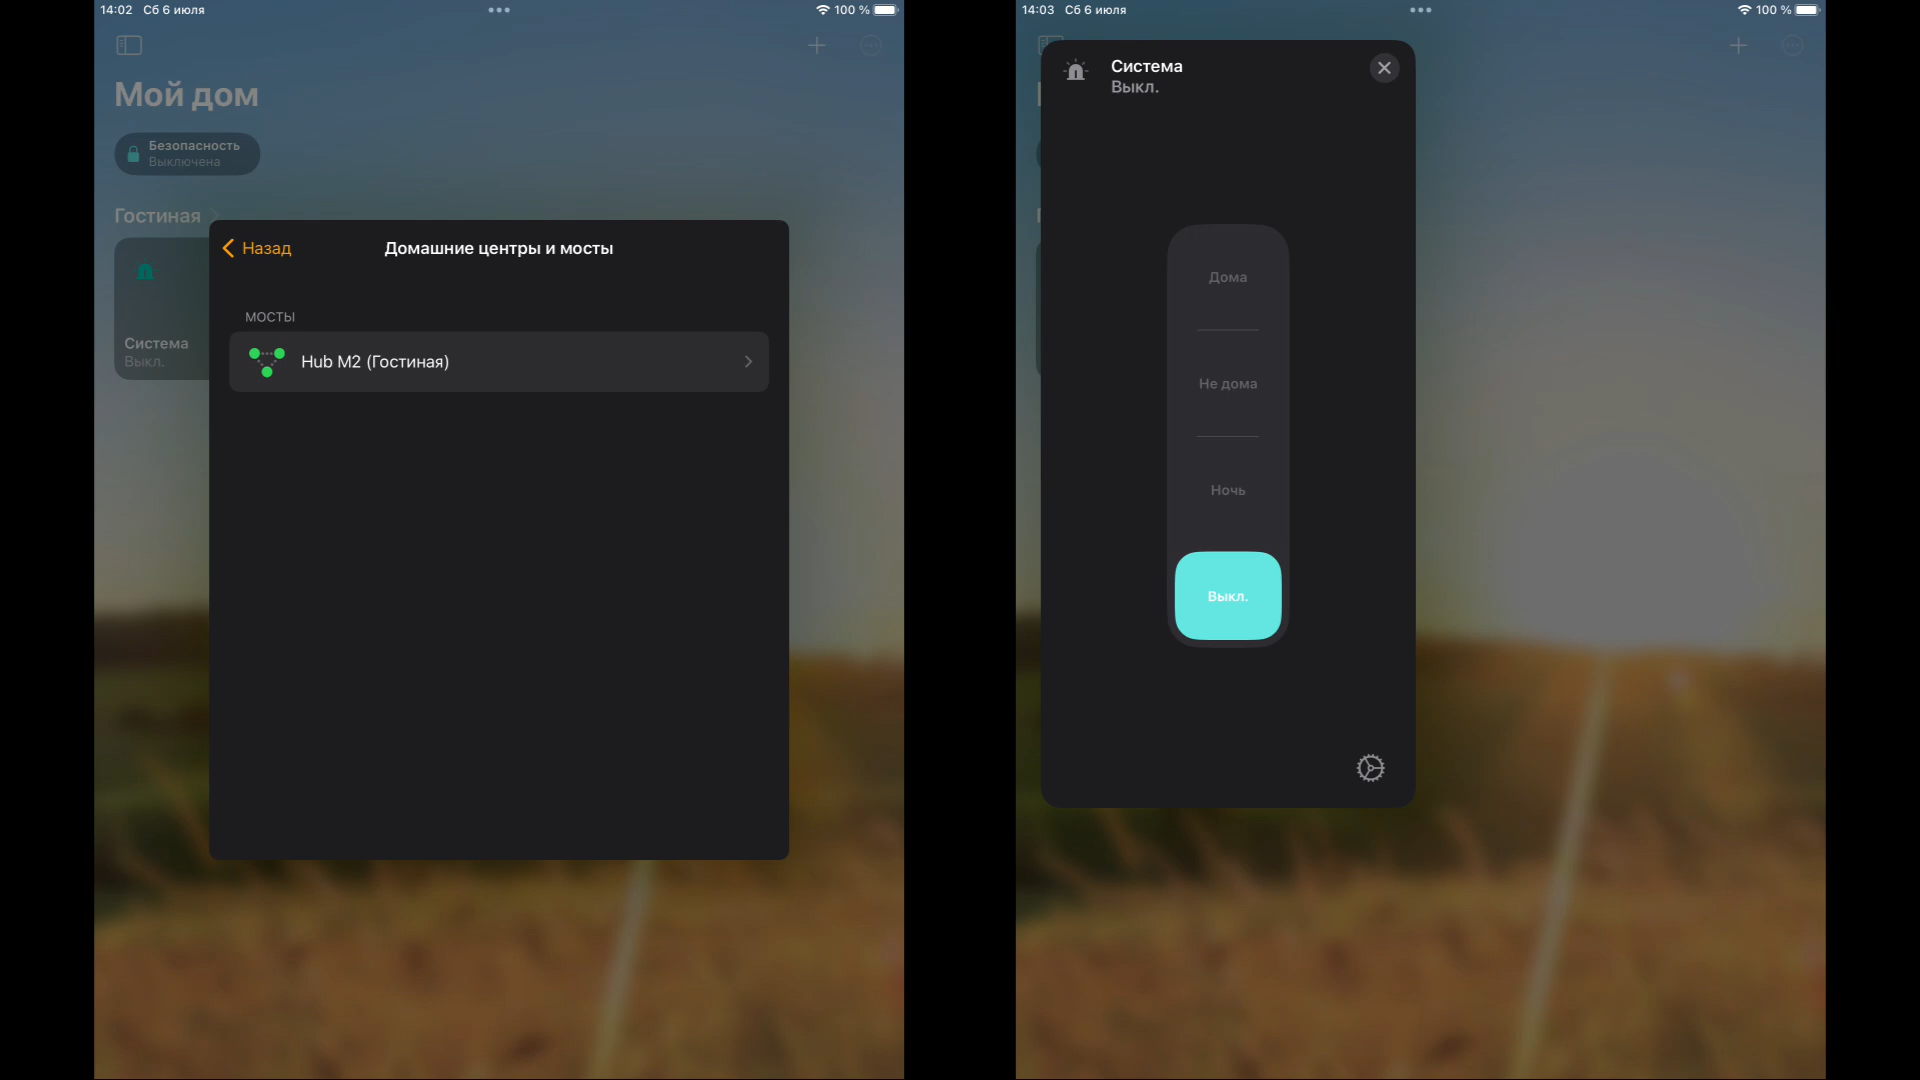 14:02 Сб 6 июля
100 %
Мой дом
Безопасность
Выключена
Гостиная
Система
Выкл.
Назад
Домашние центры и мосты
МОСТЫ
Hub M2 (Гостиная)
14:03 Сб 6 июля
100 %
Система
Выкл.
Дома
Не дома
Ночь
Выкл.